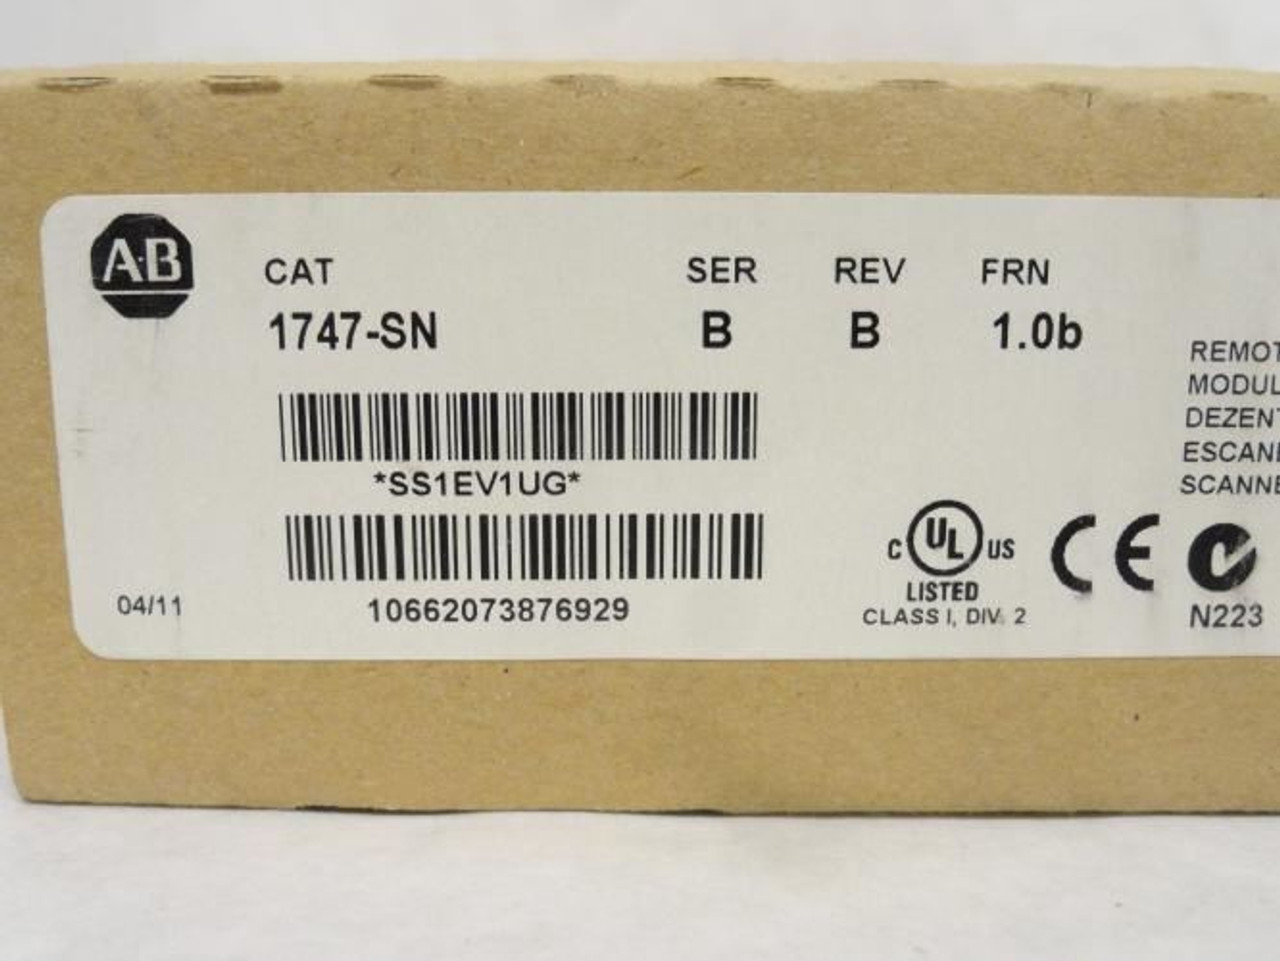 A·B
CAT SER REV FRN
1747-SN B B 1.0b
REMOT
MODUL
DEZENT
ESCANE
SCANNE
*SS1EV1UG*
10662073876929
04/11
C UL US
LISTED
CLASS I, DIV. 2
CE
N223